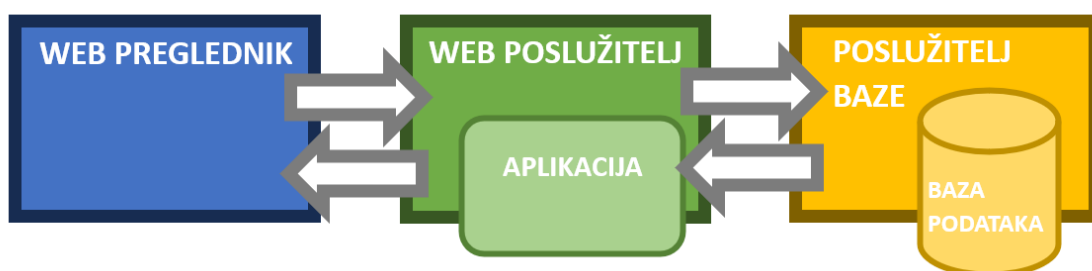 WEB PREGLEDNIK
WEB POSLUŽITELJ
APLIKACIJA
POSLUŽITELJ
BAZE
BAZA
PODATAKA